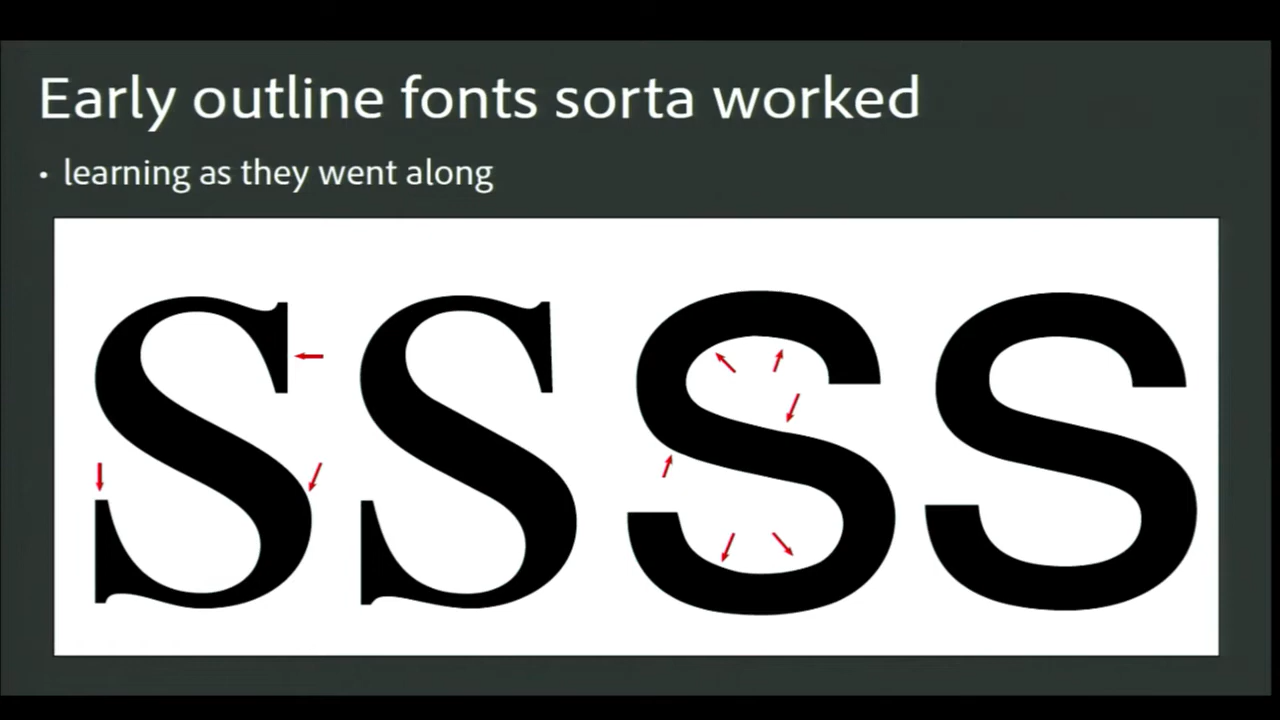 Early outline fonts sorta worked
• learning as they went along
S S S S